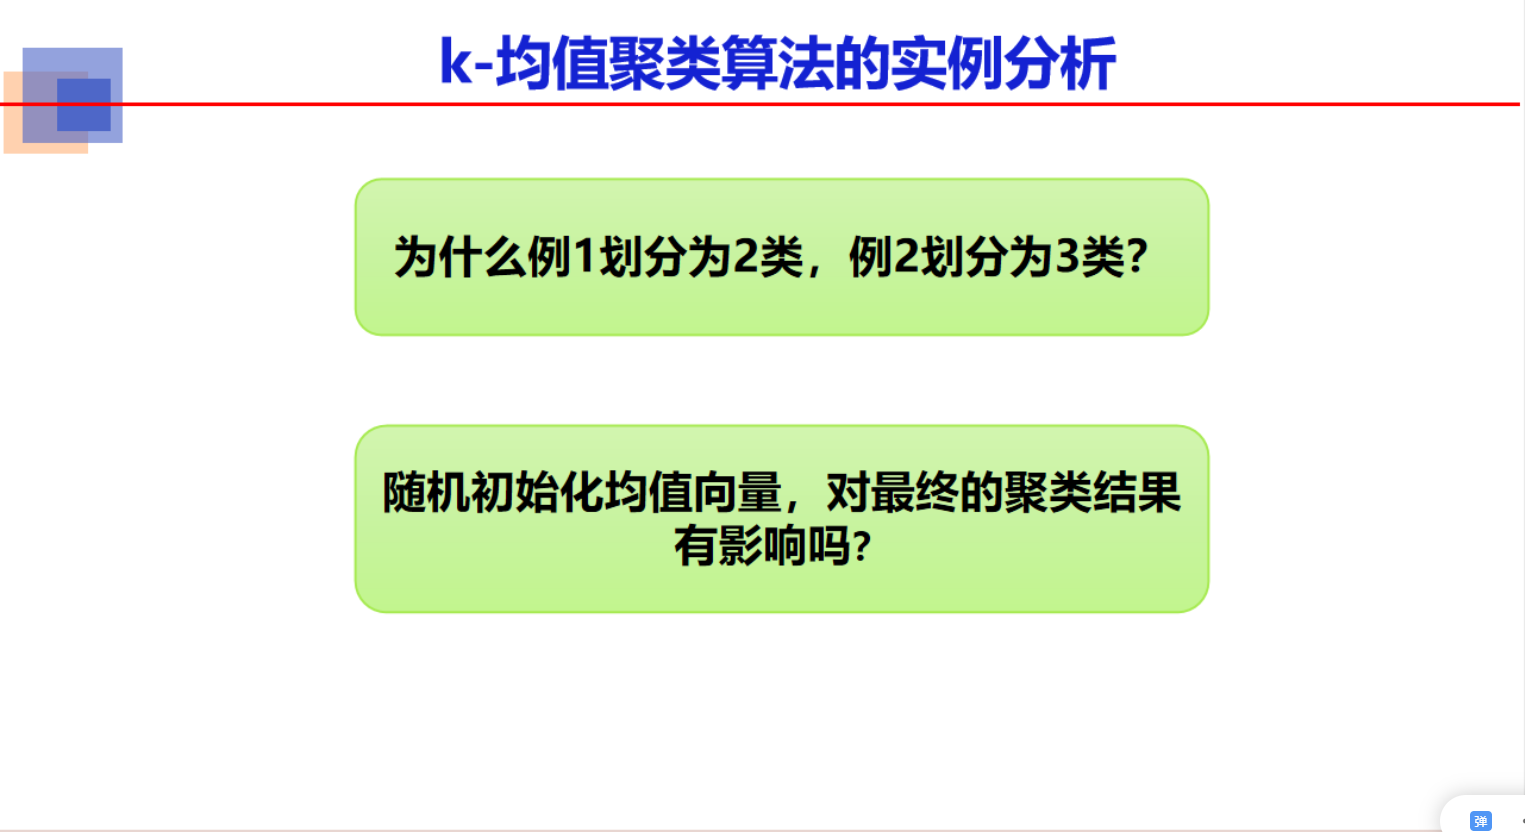 k-均值聚类算法的实例分析
为什么例1划分为2类，例2划分为3类？
随机初始化均值向量，对最终的聚类结果
有影响吗？
弹